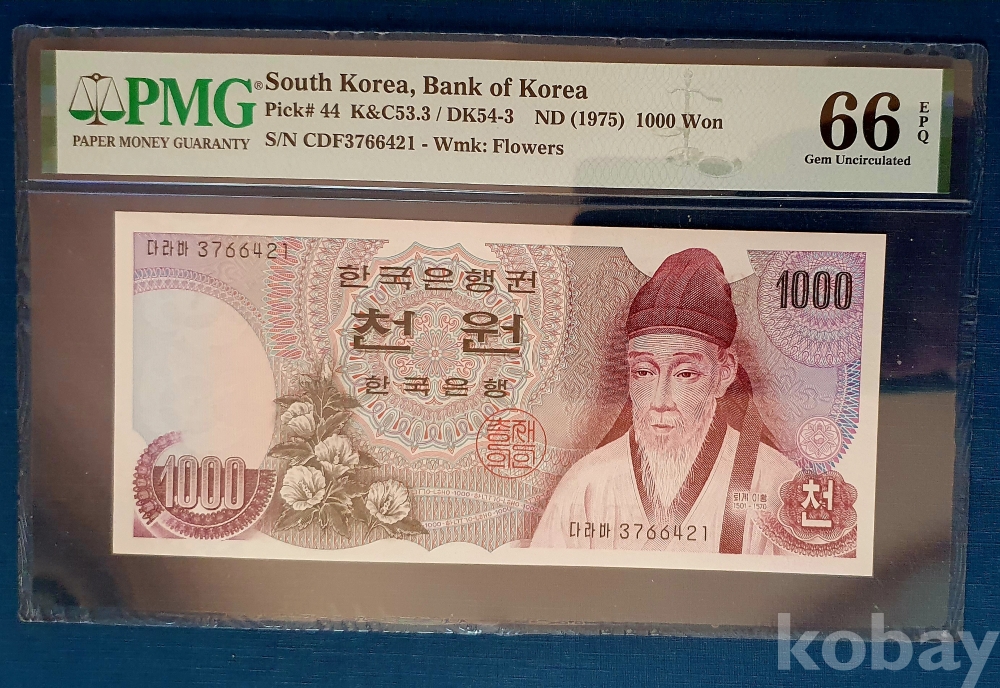 PMG®
PAPER MONEY GUARANTY
South Korea, Bank of Korea
Pick# 44 K&C53.3 / DK54-3 ND (1975) 1000 Won
S/N CDF3766421 - Wmk: Flowers
66
EPQ
Gem Uncirculated
다라마 3766421
한국은행권
천 원
한국은행
1000
1000
퇴계 이황
1501-1570
천
다라마 3766421
kobay